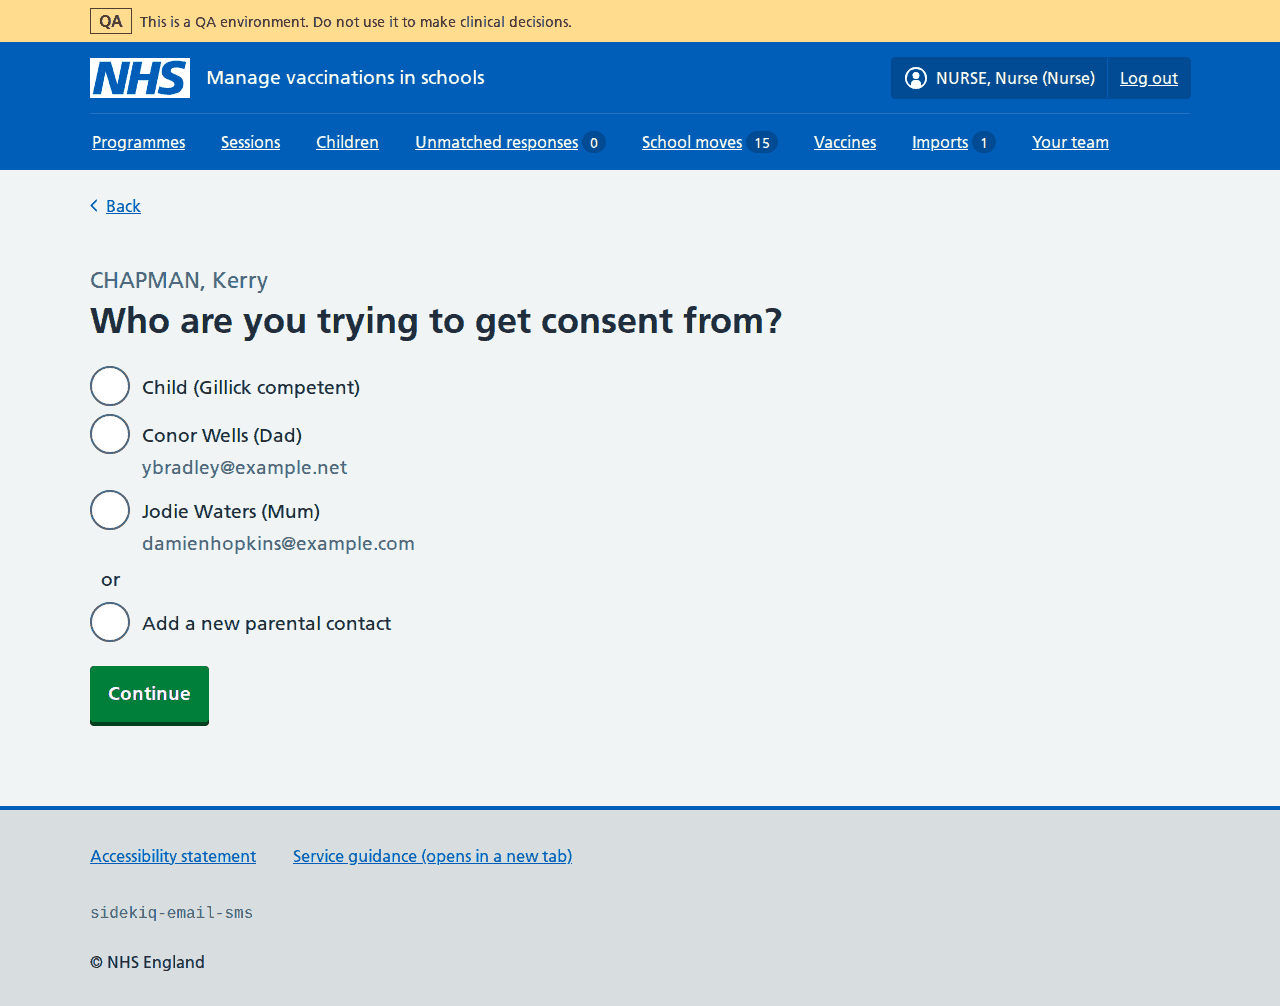 QA This is a QA environment. Do not use it to make clinical decisions.
NHS Manage vaccinations in schools NURSE, Nurse (Nurse) Log out
Programmes Sessions Children Unmatched responses 0 School moves 15 Vaccines Imports 1 Your team
Back
CHAPMAN, Kerry
Who are you trying to get consent from?
Child (Gillick competent)
Conor Wells (Dad)
ybradley@example.net
Jodie Waters (Mum)
damienhopkins@example.com
or
Add a new parental contact
Continue
Accessibility statement Service guidance (opens in a new tab)
sidekiq-email-sms
© NHS England